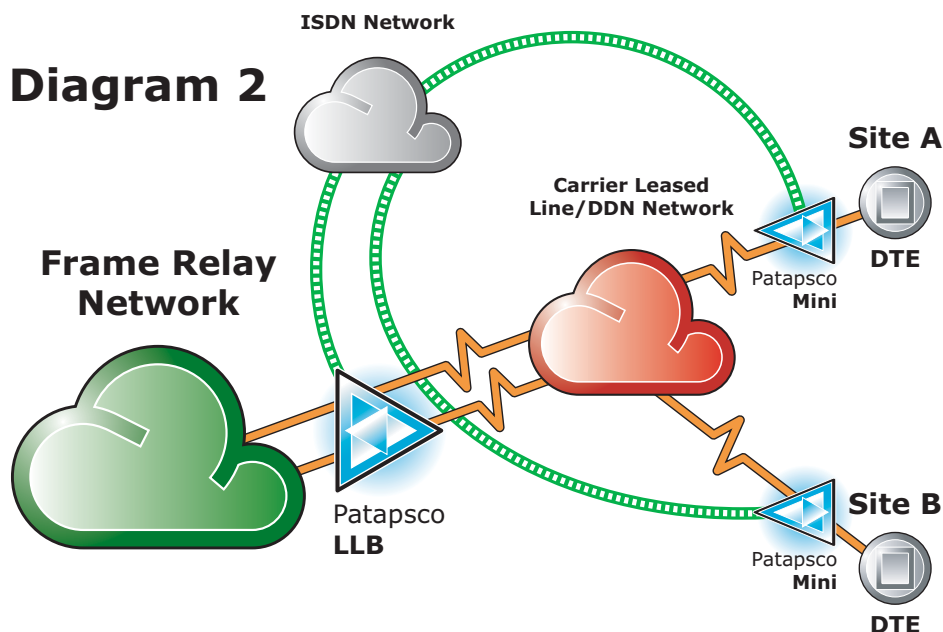 ISDN Network
Diagram 2
Site A
Carrier Leased
Line/DDN Network
DTE
Patapsco
Mini
Frame Relay
Network
Patapsco
LLB
Site B
Patapsco
Mini
DTE